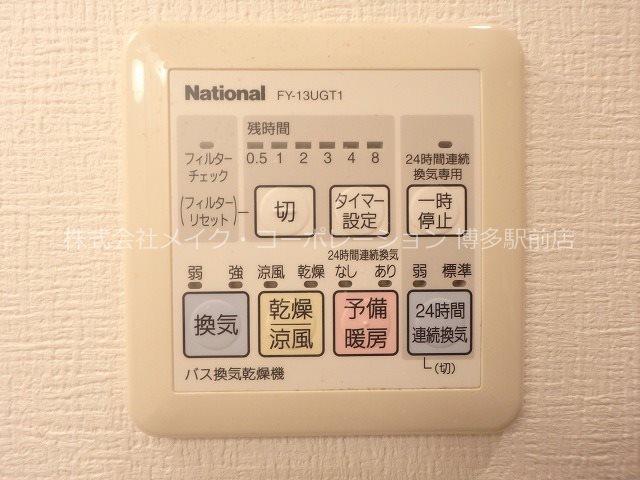 National FY-13UGT1
残時間
0.5 1 2 3 4 8
フィルター
チェック
24時間連続
換気専用
(フィルター
リセット)
切
タイマー
設定
一時
停止
株式会社メイク・コーポレーション 博多駅前店
24時間連続換気
弱 強 涼風 乾燥 なし あり 弱 標準
換気
乾燥
涼風
予備
暖房
24時間
連続換気
(切)
バス換気乾燥機